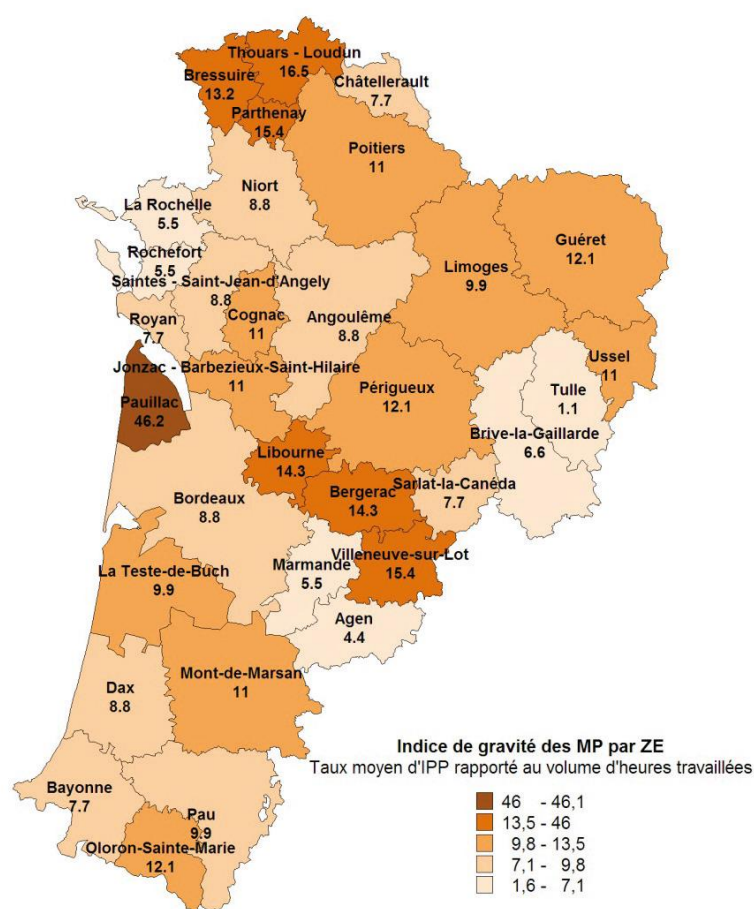 Thouars - Loudun
16.5
Bressuire
13.2
Châtellerault
7.7
Parthenay
15.4
Poitiers
11
Niort
8.8
La Rochelle
5.5
Guéret
12.1
Rochefort
5.5
Limoges
9.9
Saintes - Saint-Jean-d'Angely
8.8
Cognac
11
Angoulême
8.8
Royan
7.7
Ussel
11
Jonzac - Barbezieux-Saint-Hilaire
11
Périgueux
12.1
Tulle
1.1
Pauillac
46.2
Brive-la-Gaillarde
6.6
Libourne
14.3
Bergerac
14.3
Sarlat-la-Canéda
7.7
Bordeaux
8.8
Villeneuve-sur-Lot
15.4
Marmande
5.5
La Teste-de-Buch
9.9
Agen
4.4
Mont-de-Marsan
11
Dax
8.8
Bayonne
7.7
Pau
9.9
Oloron-Sainte-Marie
12.1
Indice de gravité des MP par ZE
Taux moyen d'IPP rapporté au volume d'heures travaillées
46 - 46,1
13,5 - 46
9,8 - 13,5
7,1 - 9,8
1,6 - 7,1